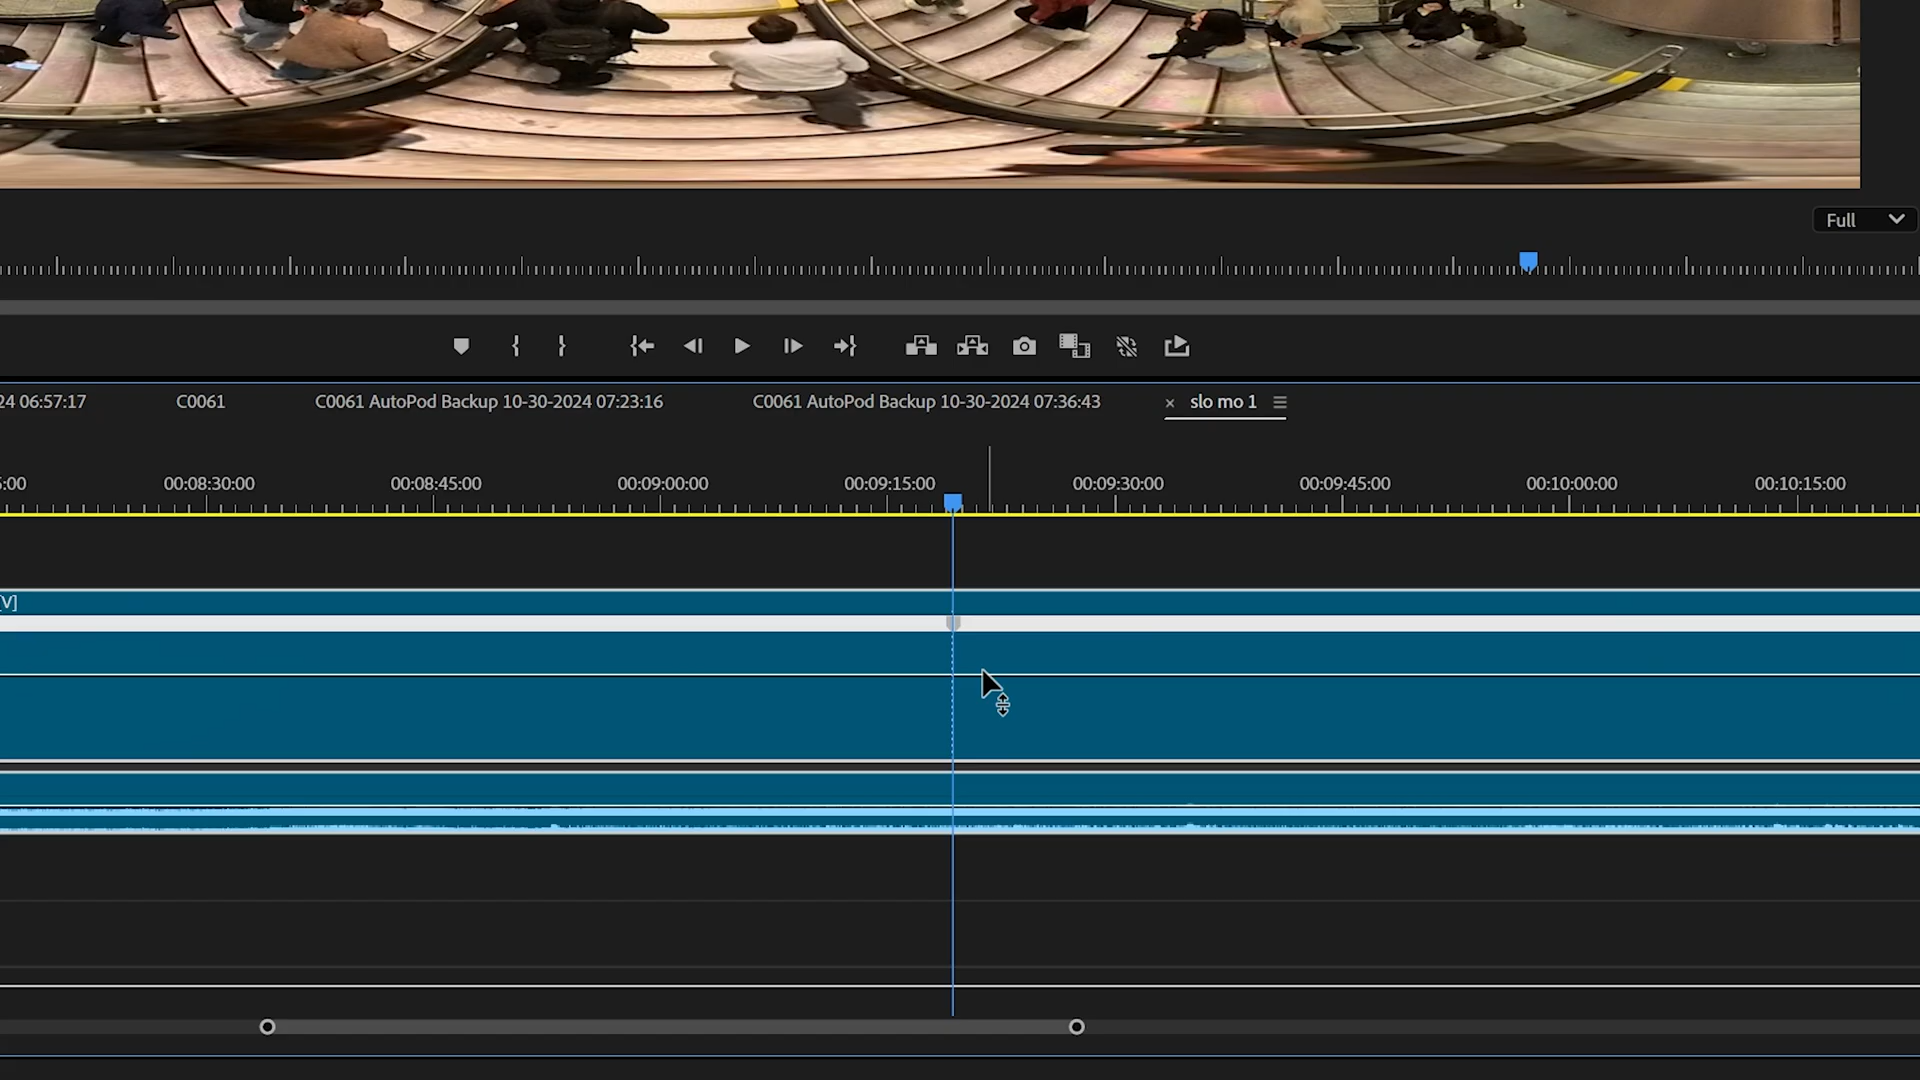 Full
24 06:57:17
C0061
C0061 AutoPod Backup 10-30-2024 07:23:16
C0061 AutoPod Backup 10-30-2024 07:36:43
× slo mo 1
:00
00:08:30:00
00:08:45:00
00:09:00:00
00:09:15:00
00:09:30:00
00:09:45:00
00:10:00:00
00:10:15:00
[V]